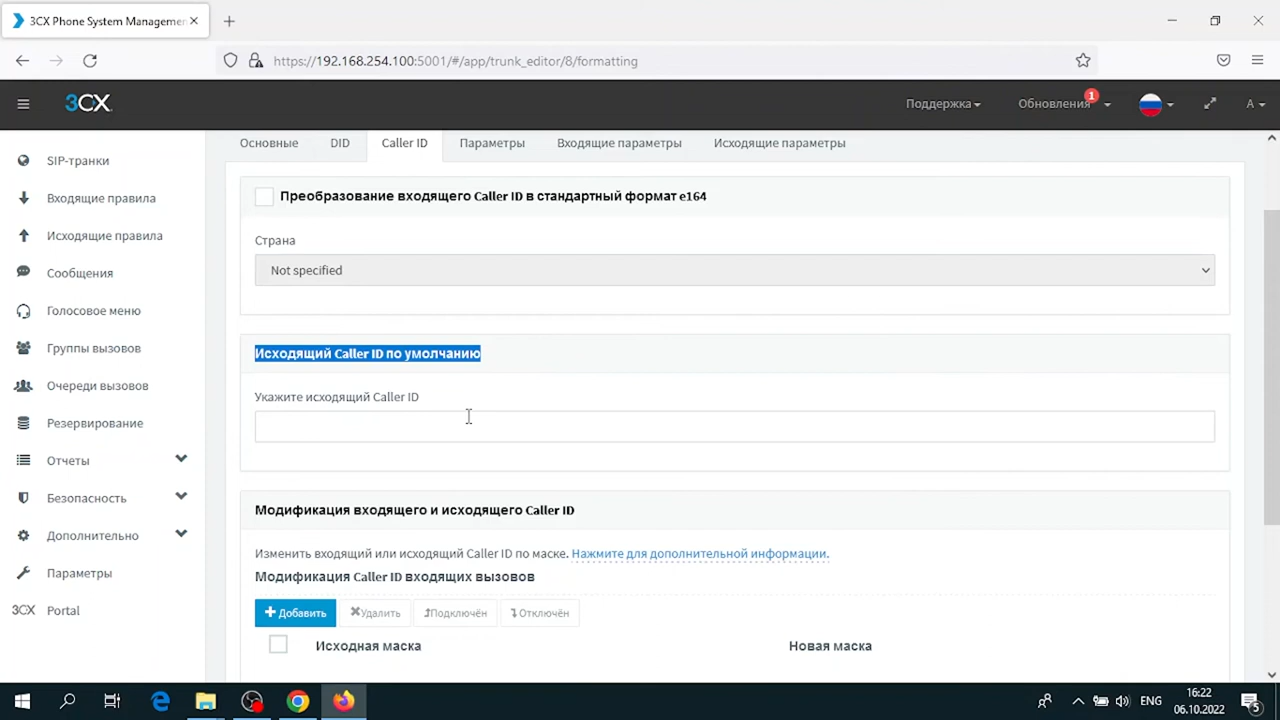 3CX Phone System Managemen
https://192.168.254.100:5001/#/app/trunk_editor/8/formatting
3CX
Поддержка
Обновления
1
A
SIP-транки
Входящие правила
Исходящие правила
Сообщения
Голосовое меню
Группы вызовов
Очереди вызовов
Резервирование
Отчеты
Безопасность
Дополнительно
Параметры
3CX Portal
Основные DID Caller ID Параметры Входящие параметры Исходящие параметры
Преобразование входящего Caller ID в стандартный формат e164
Страна
Not specified
Исходящий Caller ID по умолчанию
Укажите исходящий Caller ID
Модификация входящего и исходящего Caller ID
Изменить входящий или исходящий Caller ID по маске. Нажмите для дополнительной информации.
Модификация Caller ID входящих вызовов
Добавить Удалить Подключён Отключён
Исходная маска Новая маска
ENG
16:22
06.10.2022
5